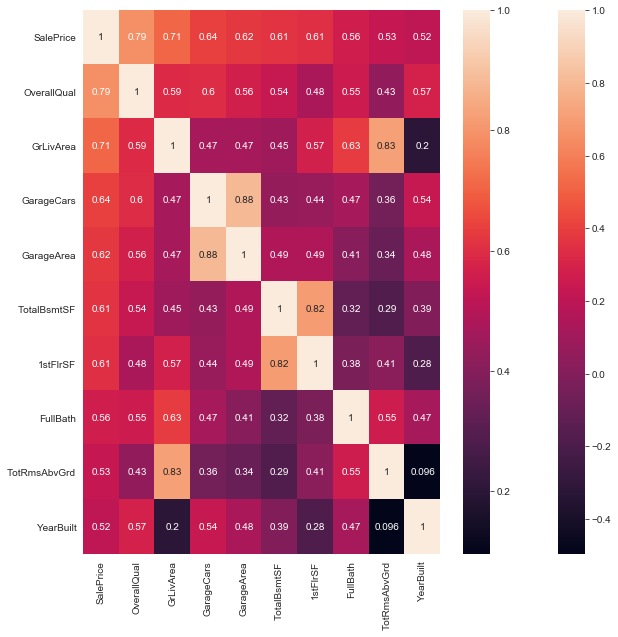 SalePrice 1 0.79 0.71 0.64 0.62 0.61 0.61 0.56 0.53 0.52
OverallQual 0.79 1 0.59 0.6 0.56 0.54 0.48 0.55 0.43 0.57
GrLivArea 0.71 0.59 1 0.47 0.47 0.45 0.57 0.63 0.83 0.2
GarageCars 0.64 0.6 0.47 1 0.88 0.43 0.44 0.47 0.36 0.54
GarageArea 0.62 0.56 0.47 0.88 1 0.49 0.49 0.41 0.34 0.48
TotalBsmtSF 0.61 0.54 0.45 0.43 0.49 1 0.82 0.32 0.29 0.39
1stFlrSF 0.61 0.48 0.57 0.44 0.49 0.82 1 0.38 0.41 0.28
FullBath 0.56 0.55 0.63 0.47 0.41 0.32 0.38 1 0.55 0.47
TotRmsAbvGrd 0.53 0.43 0.83 0.36 0.34 0.29 0.41 0.55 1 0.096
YearBuilt 0.52 0.57 0.2 0.54 0.48 0.39 0.28 0.47 0.096 1
SalePrice
OverallQual
GrLivArea
GarageCars
GarageArea
TotalBsmtSF
1stFlrSF
FullBath
TotRmsAbvGrd
YearBuilt
1.0
0.8
0.6
0.4
0.2
1.0
0.8
0.6
0.4
0.2
0.0
−0.2
−0.4